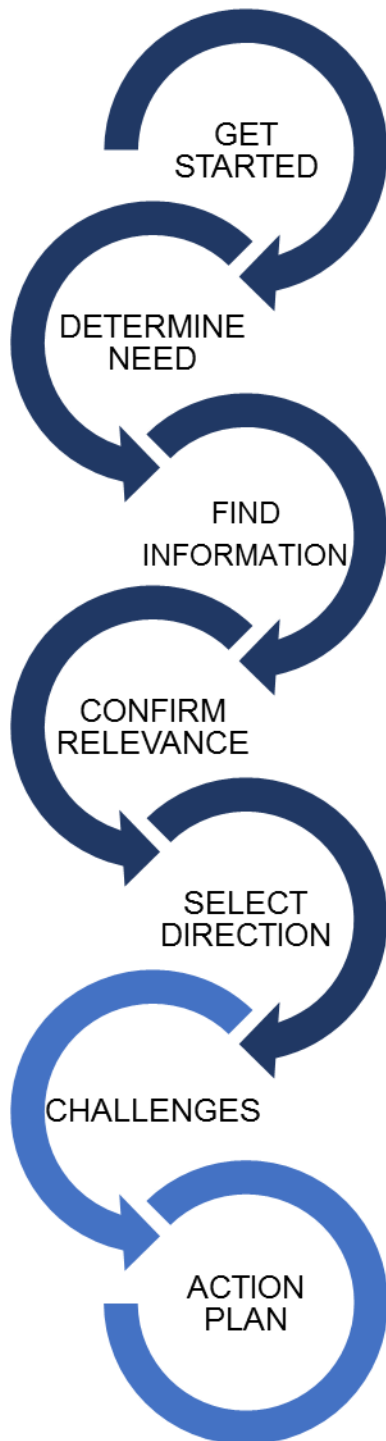 GET
STARTED
DETERMINE
NEED
FIND
INFORMATION
CONFIRM
RELEVANCE
SELECT
DIRECTION
CHALLENGES
ACTION
PLAN